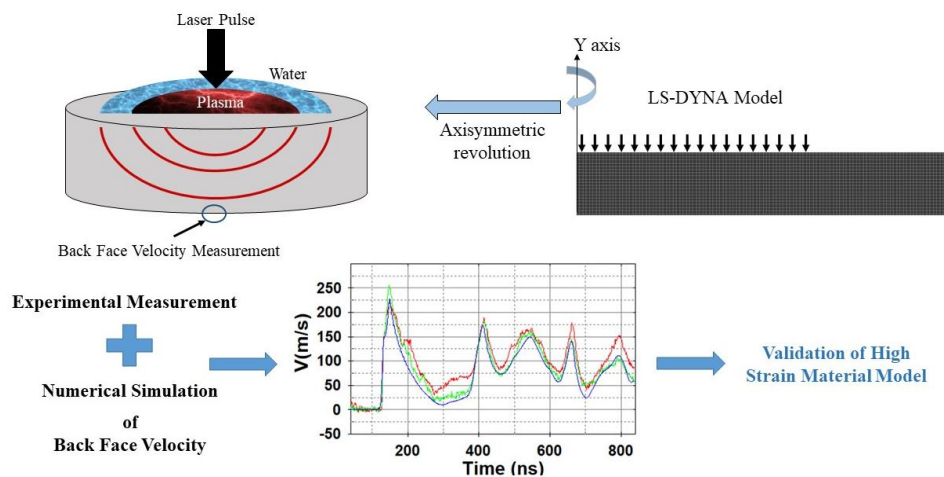 Laser Pulse
Water
Plasma
Back Face Velocity Measurement
Axisymmetric
revolution
Y axis
LS-DYNA Model
Experimental Measurement
Numerical Simulation
of
Back Face Velocity
V(m/s)
250
200
150
100
50
0
-50
200
400
600
800
Time (ns)
Validation of High
Strain Material Model